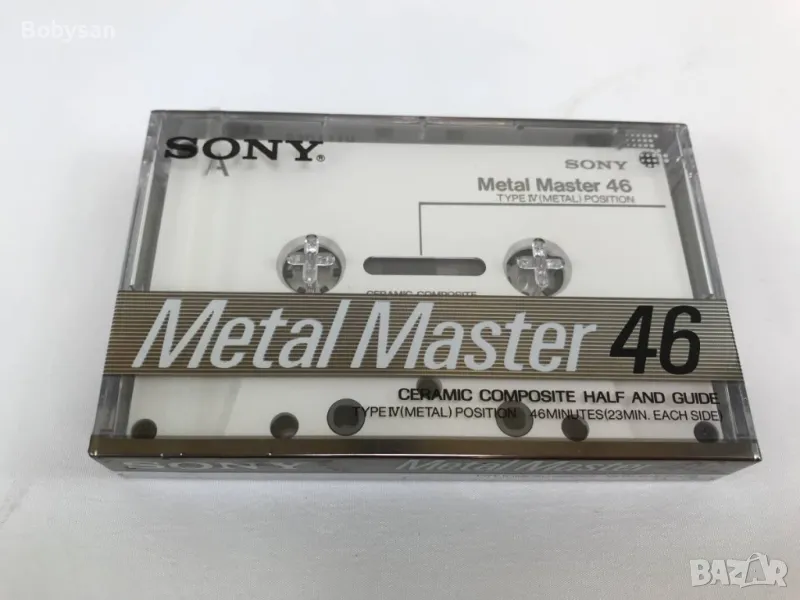 Bobysan
SONY®
A
SONY
Metal Master 46
TYPE IV (METAL) POSITION
CERAMIC COMPOSITE
Metal Master 46
CERAMIC COMPOSITE HALF AND GUIDE
TYPE IV (METAL) POSITION 46MINUTES (23MIN. EACH SIDE)
SONY Metal Master
BAZAR